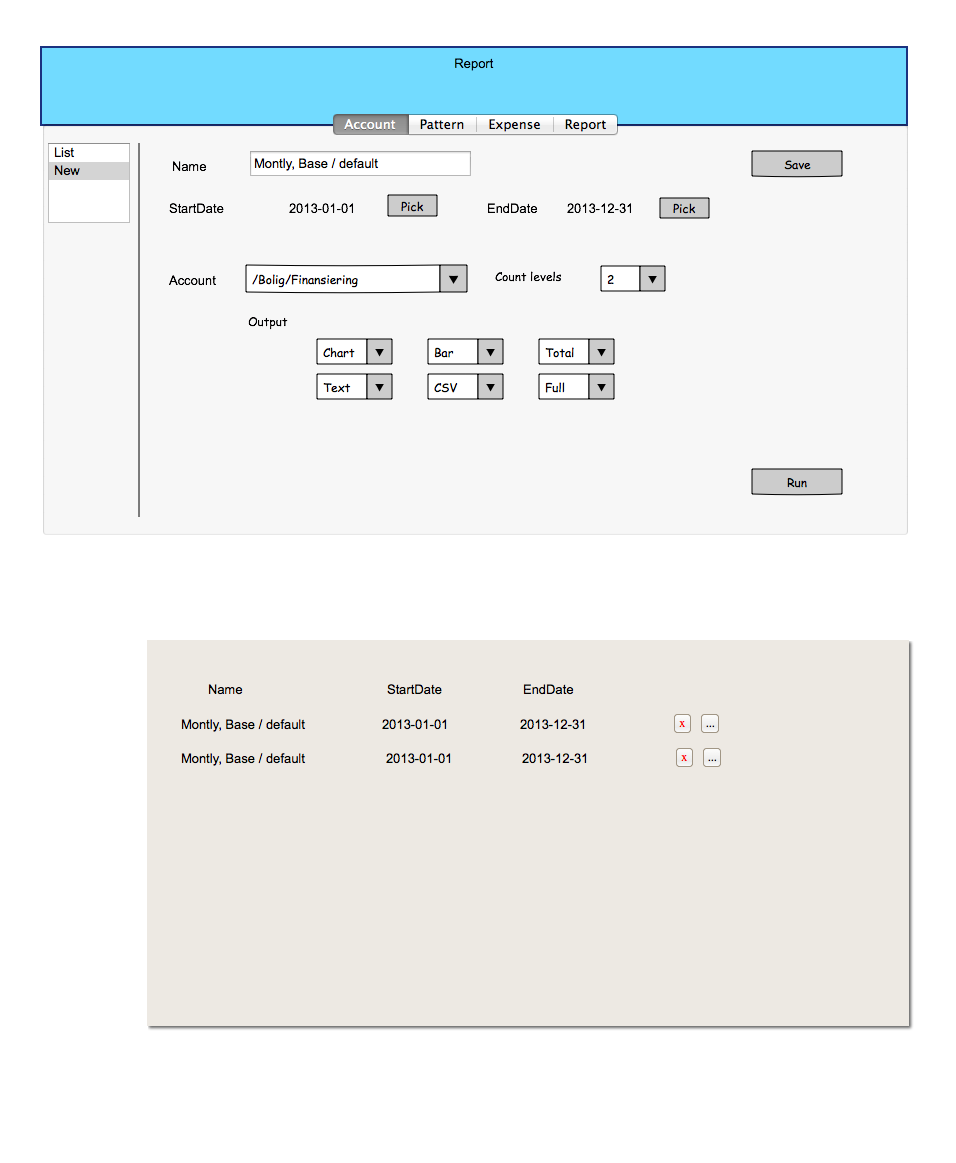 Report
Account Pattern Expense Report
List
New
Name Montly, Base / default Save
StartDate 2013-01-01 Pick EndDate 2013-12-31 Pick
Account /Bolig/Finansiering ▼ Count levels 2 ▼
Output
Chart ▼ Bar ▼ Total ▼
Text ▼ CSV ▼ Full ▼
Run
Name StartDate EndDate
Montly, Base / default 2013-01-01 2013-12-31 x ...
Montly, Base / default 2013-01-01 2013-12-31 x ...